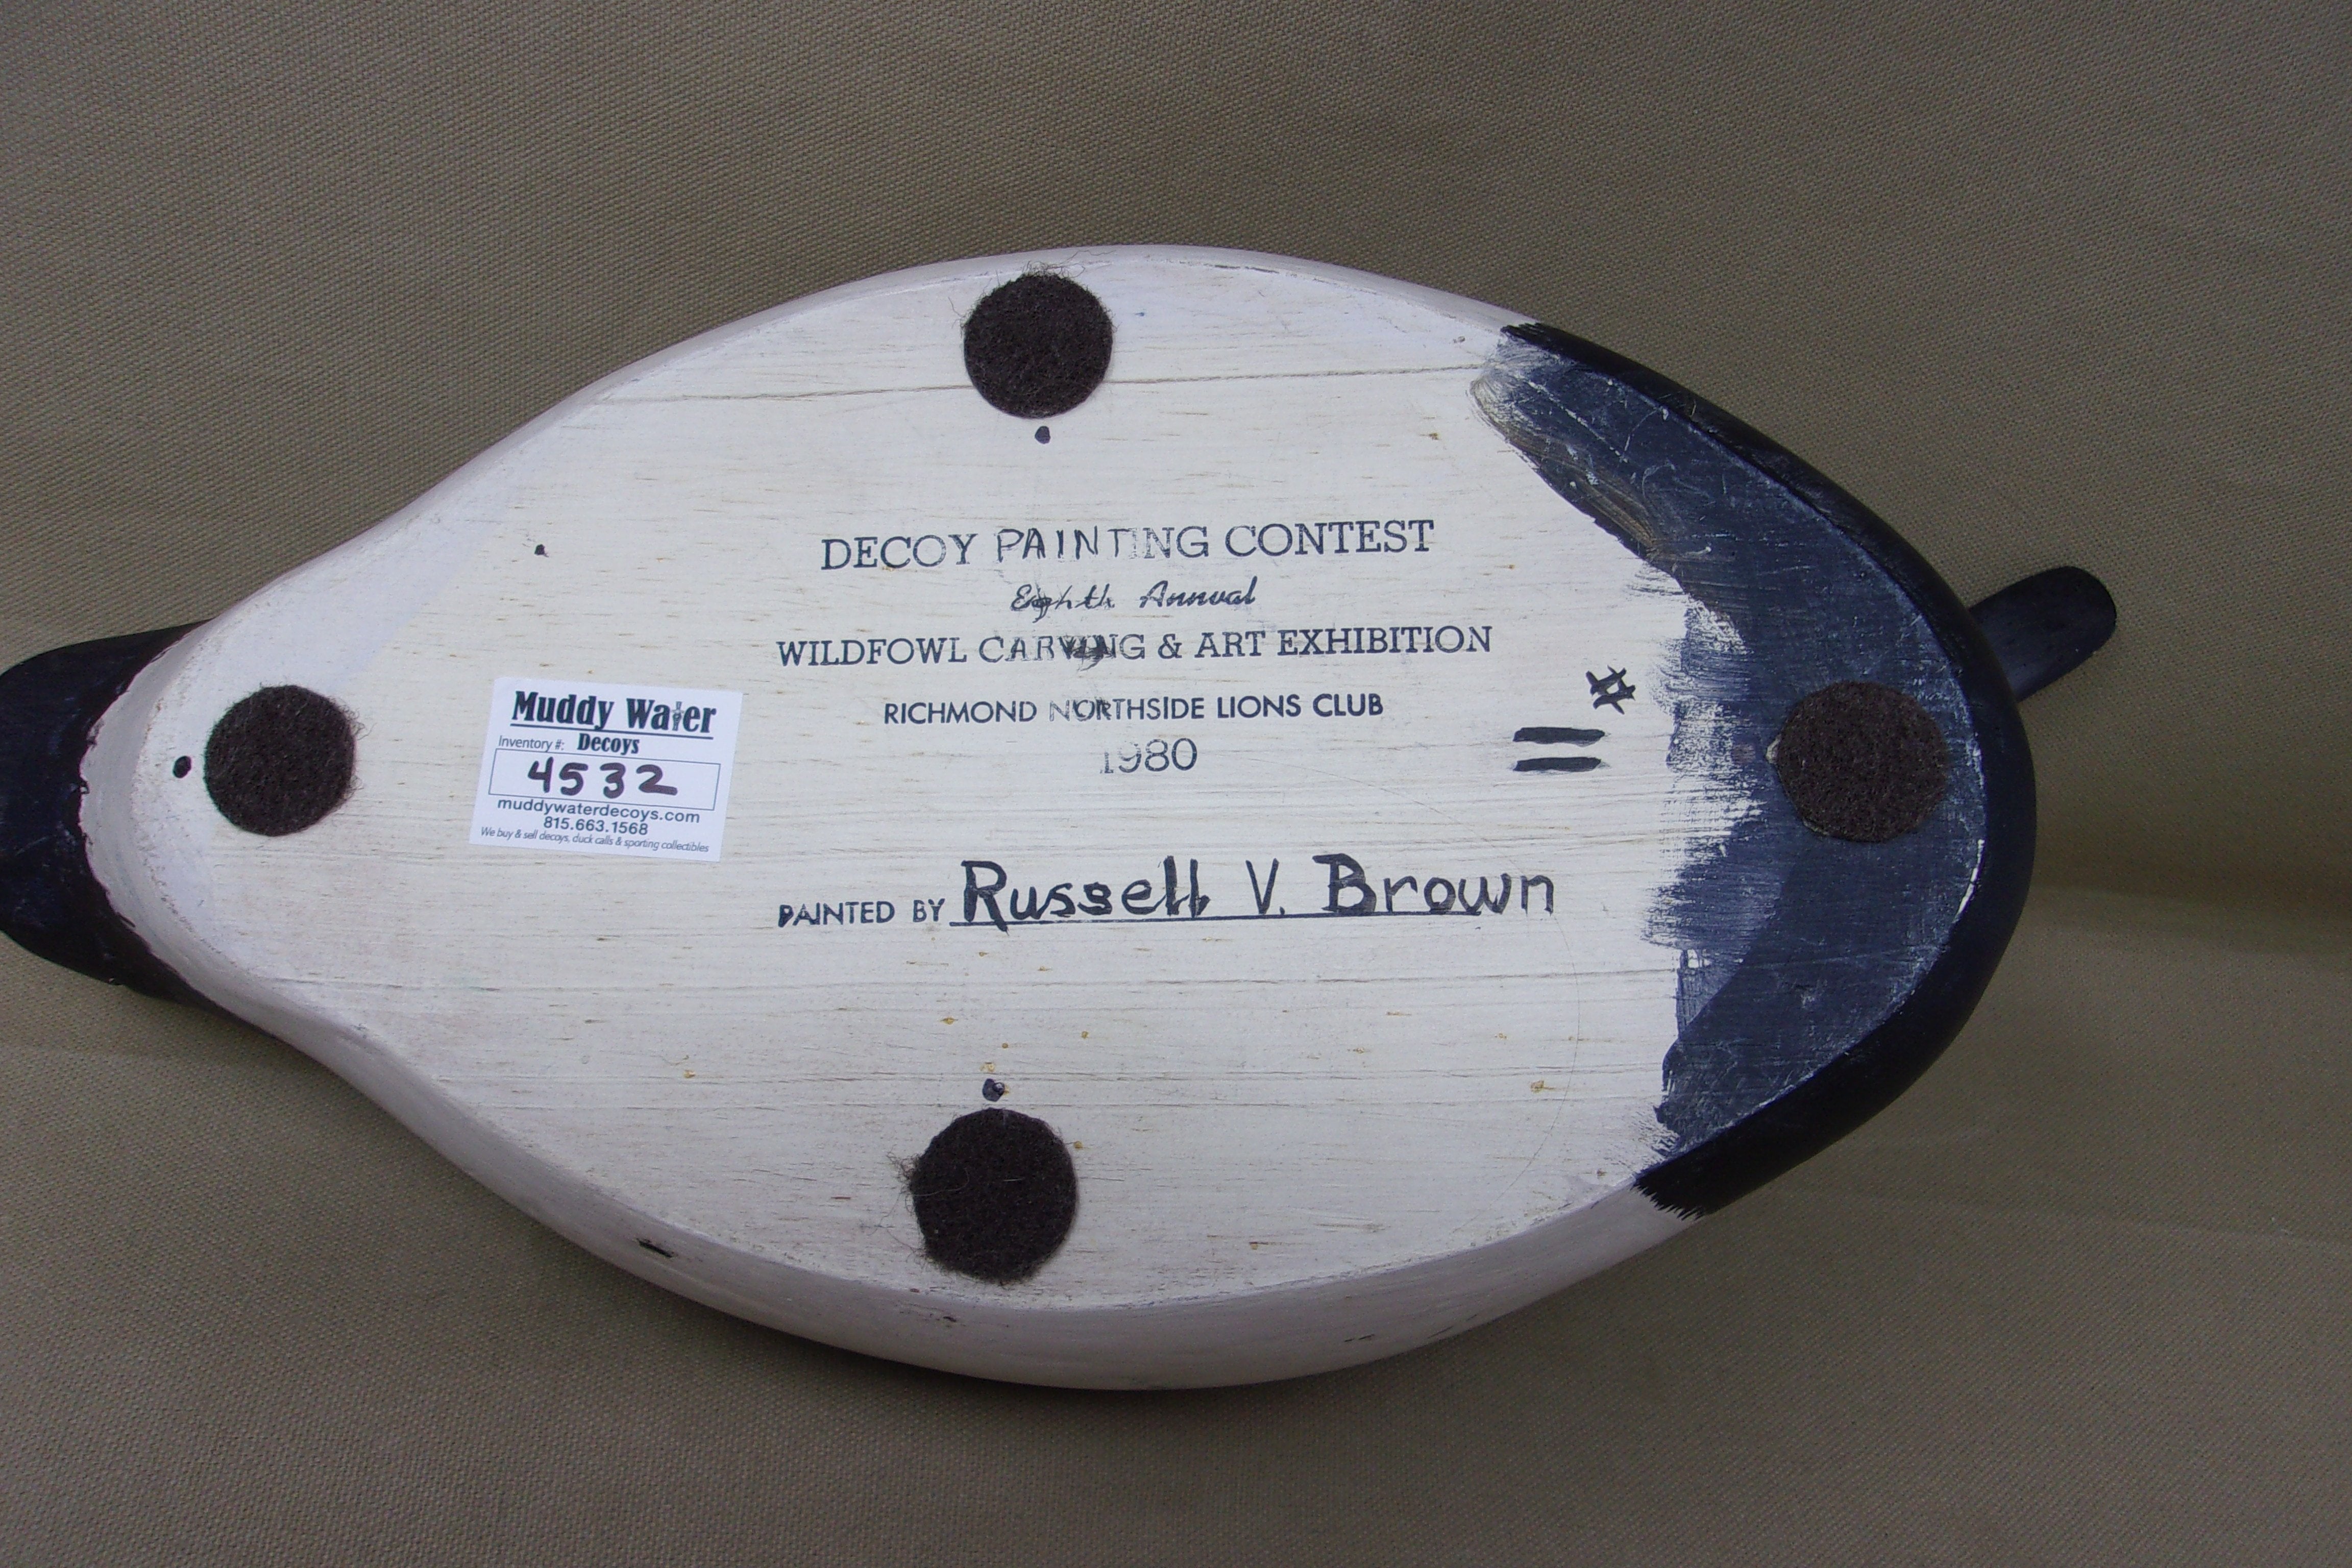 DECOY PAINTING CONTEST
Eighth Annual
WILDFOWL CARVING & ART EXHIBITION
RICHMOND NORTHSIDE LIONS CLUB
1980
# 11
PAINTED BY Russell V. Brown
Muddy Water
Inventory #: Decoys
4532
muddywaterdecoys.com
815.663.1568
We buy & sell decoys, duck calls & sporting collectibles